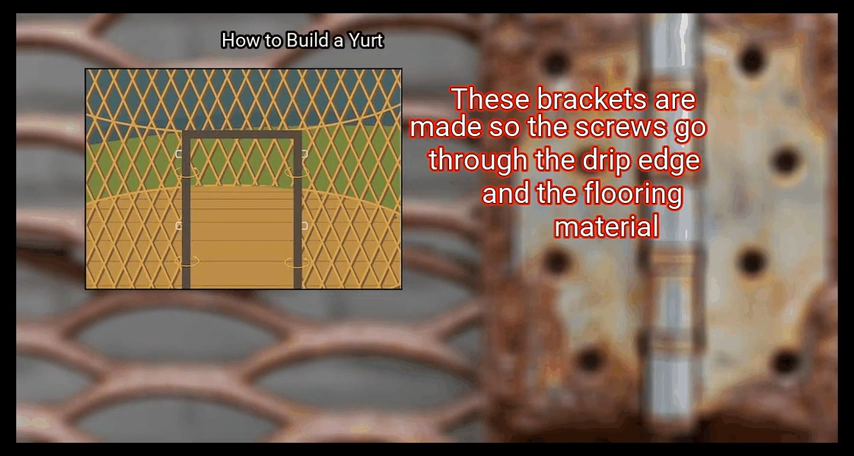 How to Build a Yurt
These brackets are
made so the screws go
through the drip edge
and the flooring
material